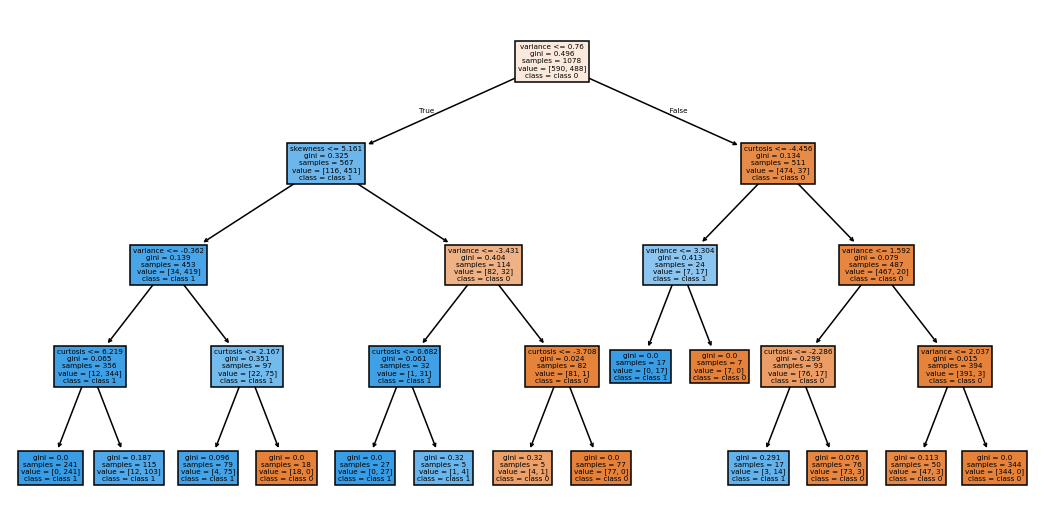 variance <= 0.76
gini = 0.496
samples = 1078
value = [590, 488]
class = class 0
True
False
skewness <= 5.161
gini = 0.325
samples = 567
value = [116, 451]
class = class 1
curtosis <= -4.456
gini = 0.134
samples = 511
value = [474, 37]
class = class 0
variance <= -0.362
gini = 0.139
samples = 453
value = [34, 419]
class = class 1
variance <= -3.431
gini = 0.404
samples = 114
value = [82, 32]
class = class 0
variance <= 3.304
gini = 0.413
samples = 24
value = [7, 17]
class = class 1
variance <= 1.592
gini = 0.079
samples = 487
value = [467, 20]
class = class 0
curtosis <= 6.219
gini = 0.065
samples = 356
value = [12, 344]
class = class 1
curtosis <= 2.167
gini = 0.351
samples = 97
value = [22, 75]
class = class 1
curtosis <= 0.682
gini = 0.061
samples = 32
value = [1, 31]
class = class 1
curtosis <= -3.708
gini = 0.024
samples = 82
value = [81, 1]
class = class 0
gini = 0.0
samples = 17
value = [0, 17]
class = class 1
gini = 0.0
samples = 7
value = [7, 0]
class = class 0
curtosis <= -2.286
gini = 0.299
samples = 93
value = [76, 17]
class = class 0
variance <= 2.037
gini = 0.015
samples = 394
value = [391, 3]
class = class 0
gini = 0.0
samples = 241
value = [0, 241]
class = class 1
gini = 0.187
samples = 115
value = [12, 103]
class = class 1
gini = 0.096
samples = 79
value = [4, 75]
class = class 1
gini = 0.0
samples = 18
value = [18, 0]
class = class 0
gini = 0.0
samples = 27
value = [0, 27]
class = class 1
gini = 0.32
samples = 5
value = [1, 4]
class = class 1
gini = 0.32
samples = 5
value = [4, 1]
class = class 0
gini = 0.0
samples = 77
value = [77, 0]
class = class 0
gini = 0.291
samples = 17
value = [3, 14]
class = class 1
gini = 0.076
samples = 76
value = [73, 3]
class = class 0
gini = 0.113
samples = 50
value = [47, 3]
class = class 0
gini = 0.0
samples = 344
value = [344, 0]
class = class 0